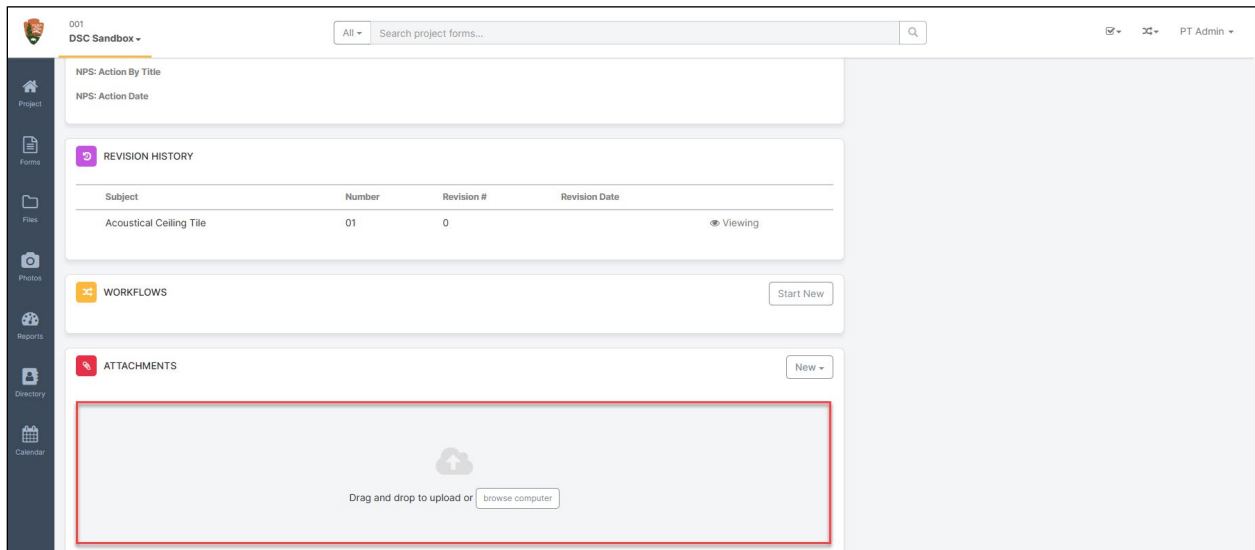 001
DSC Sandbox
All Search project forms...
PT Admin
Project
Forms
Files
Photos
Reports
Directory
Calendar
NPS: Action By Title
NPS: Action Date
REVISION HISTORY
Subject Number Revision # Revision Date
Acoustical Ceiling Tile 01 0 Viewing
WORKFLOWS Start New
ATTACHMENTS New
Drag and drop to upload or browse computer